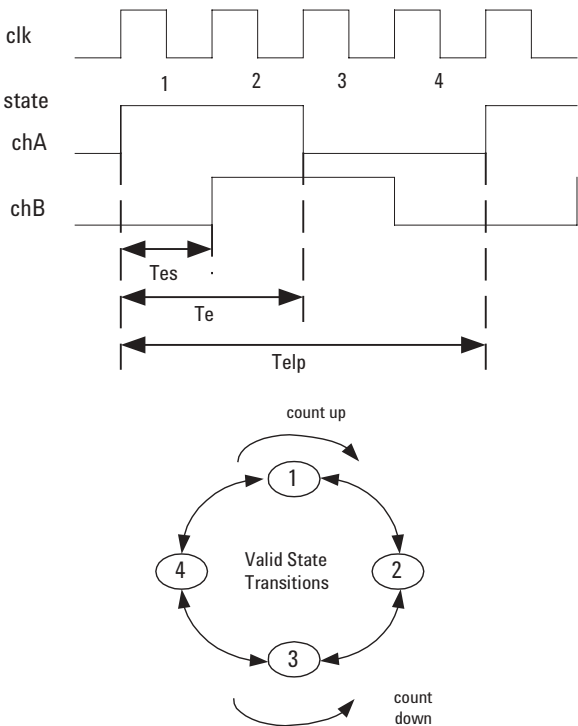 clk
1 2 3 4
state
chA
chB
Tes
Te
Telp
count up
1
4
Valid State
Transitions
2
3
count
down